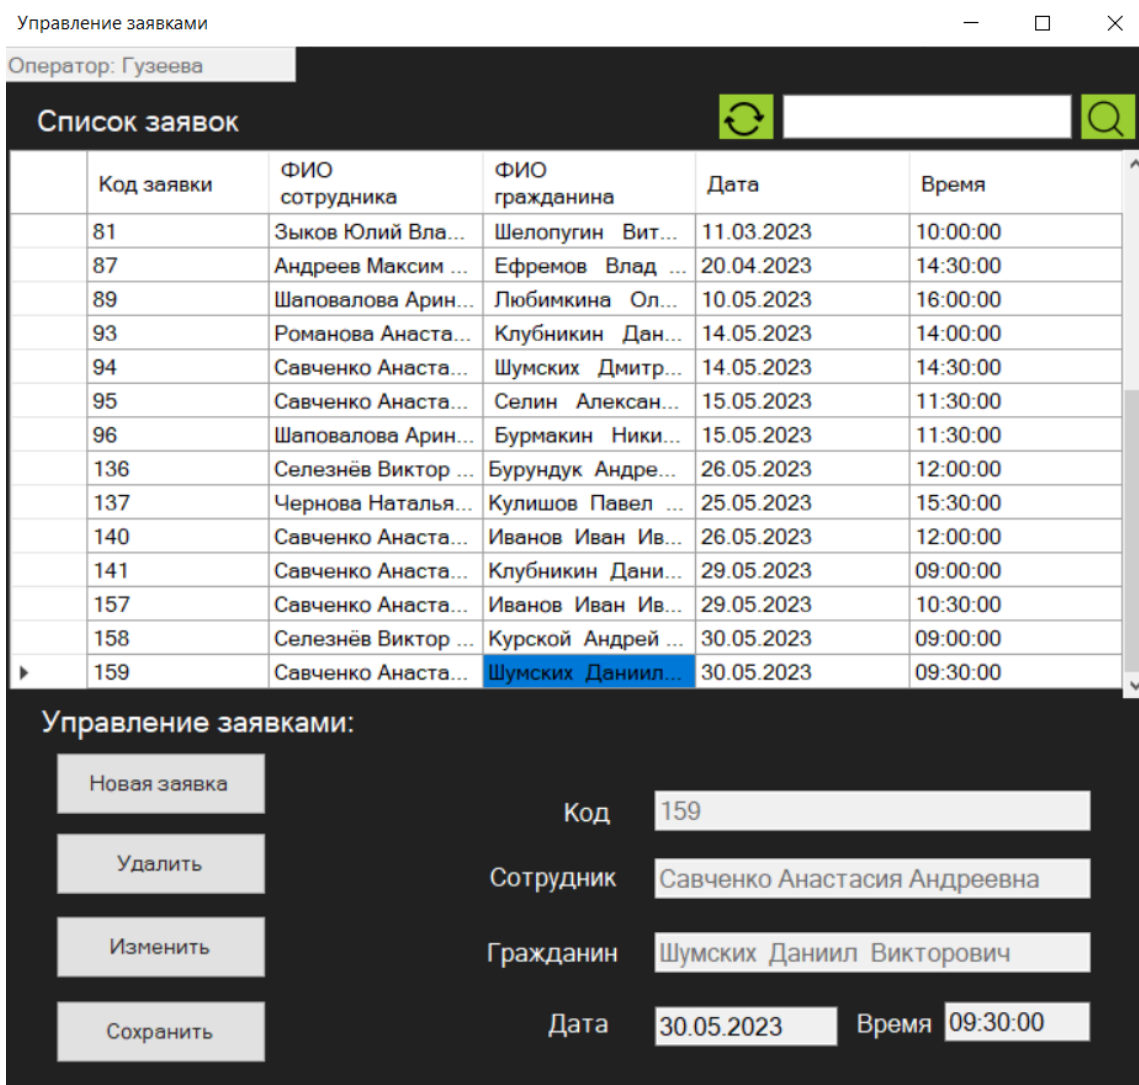 Управление заявками
Оператор: Гузеева
Список заявок
Код заявки ФИО сотрудника ФИО гражданина Дата Время
81 Зыков Юлий Вла... Шелопугин Вит... 11.03.2023 10:00:00
87 Андреев Максим ... Ефремов Влад ... 20.04.2023 14:30:00
89 Шаповалова Арин... Любимкина Ол... 10.05.2023 16:00:00
93 Романова Анаста... Клубникин Дан... 14.05.2023 14:00:00
94 Савченко Анаста... Шумских Дмитр... 14.05.2023 14:30:00
95 Савченко Анаста... Селин Алексан... 15.05.2023 11:30:00
96 Шаповалова Арин... Бурмакин Ники... 15.05.2023 11:30:00
136 Селезнёв Виктор ... Бурундук Андре... 26.05.2023 12:00:00
137 Чернова Наталья... Кулишов Павел ... 25.05.2023 15:30:00
140 Савченко Анаста... Иванов Иван Ив... 26.05.2023 12:00:00
141 Савченко Анаста... Клубникин Дани... 29.05.2023 09:00:00
157 Савченко Анаста... Иванов Иван Ив... 29.05.2023 10:30:00
158 Селезнёв Виктор ... Курской Андрей ... 30.05.2023 09:00:00
159 Савченко Анаста... Шумских Даниил... 30.05.2023 09:30:00
Управление заявками:
Новая заявка
Удалить
Изменить
Сохранить
Код 159
Сотрудник Савченко Анастасия Андреевна
Гражданин Шумских Даниил Викторович
Дата 30.05.2023 Время 09:30:00